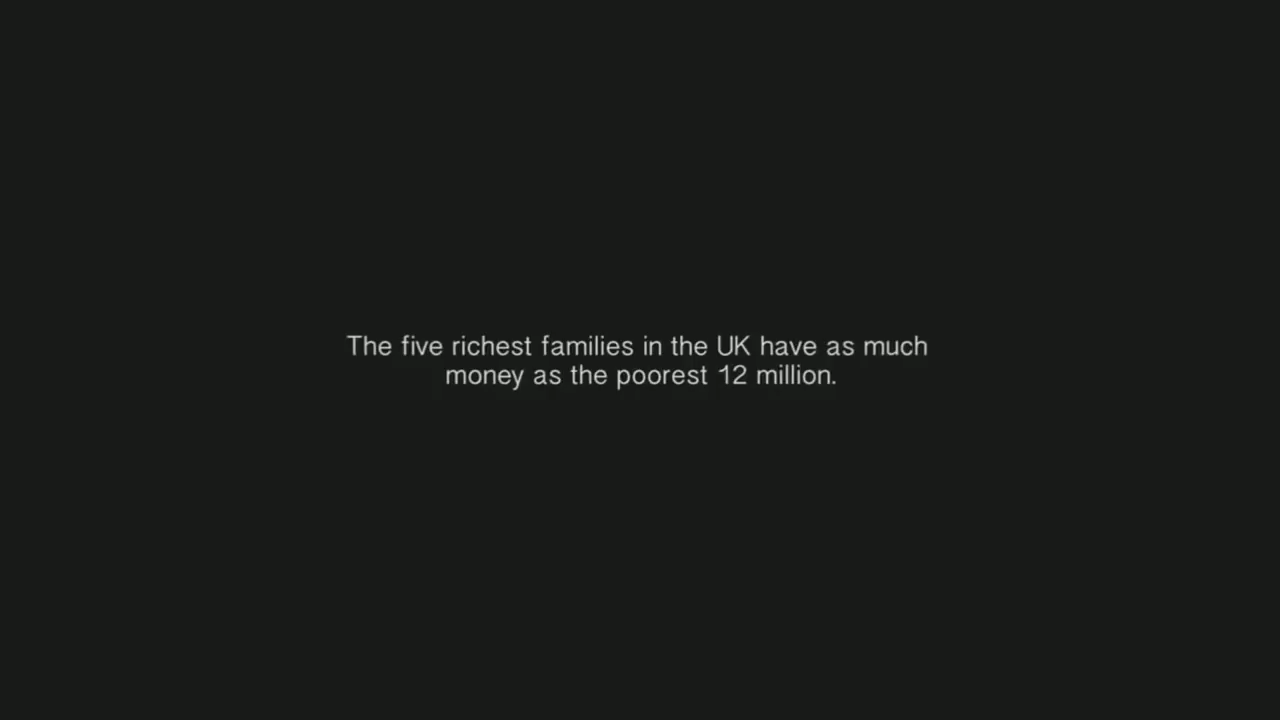 The five richest families in the UK have as much
money as the poorest 12 million.